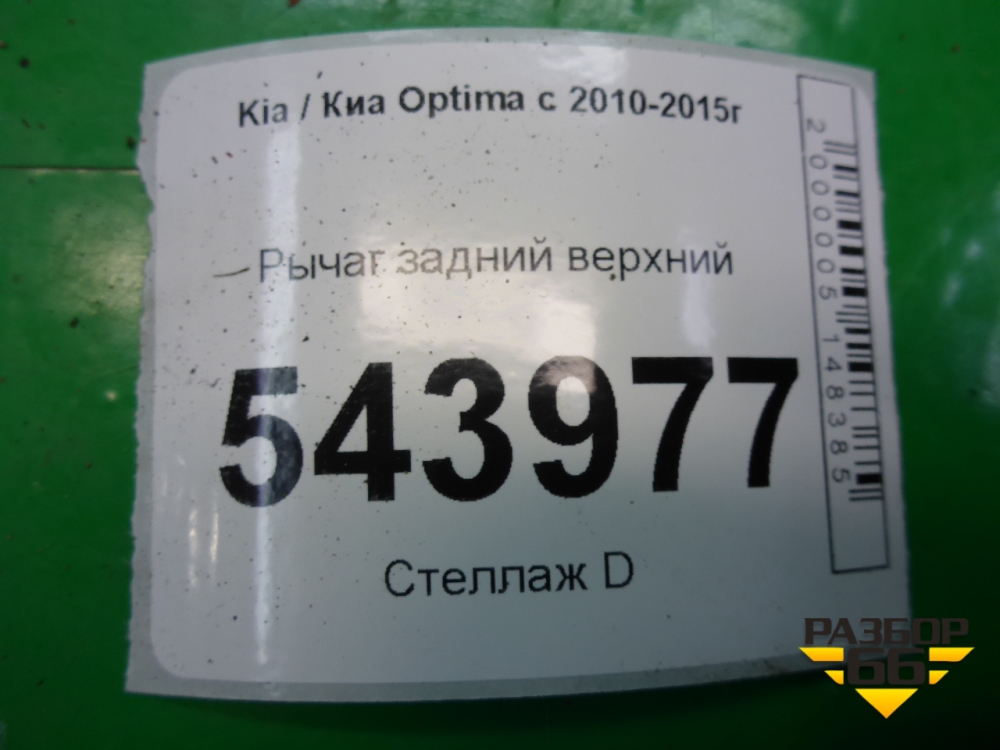 Kia / Киа Optima с 2010-2015г
Рычаг задний верхний
543977
Стеллаж D
2000005148385
РАЗБОР
66